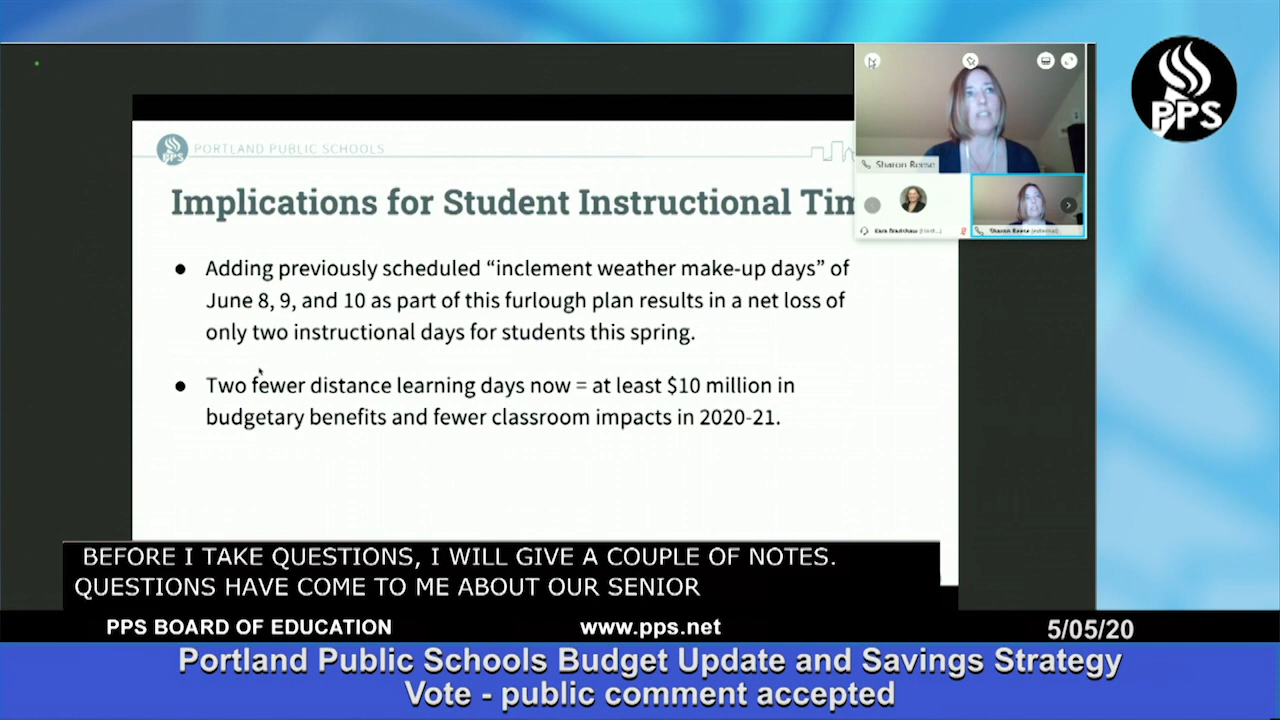 PPS
PORTLAND PUBLIC SCHOOLS
Implications for Student Instructional Tim
● Adding previously scheduled “inclement weather make-up days” of
June 8, 9, and 10 as part of this furlough plan results in a net loss of
only two instructional days for students this spring.
● Two fewer distance learning days now = at least $10 million in
budgetary benefits and fewer classroom impacts in 2020-21.
Sharon Reese
Sharon Reese (external)
PPS
BEFORE I TAKE QUESTIONS, I WILL GIVE A COUPLE OF NOTES.
QUESTIONS HAVE COME TO ME ABOUT OUR SENIOR
PPS BOARD OF EDUCATION www.pps.net 5/05/20
Portland Public Schools Budget Update and Savings Strategy
Vote - public comment accepted